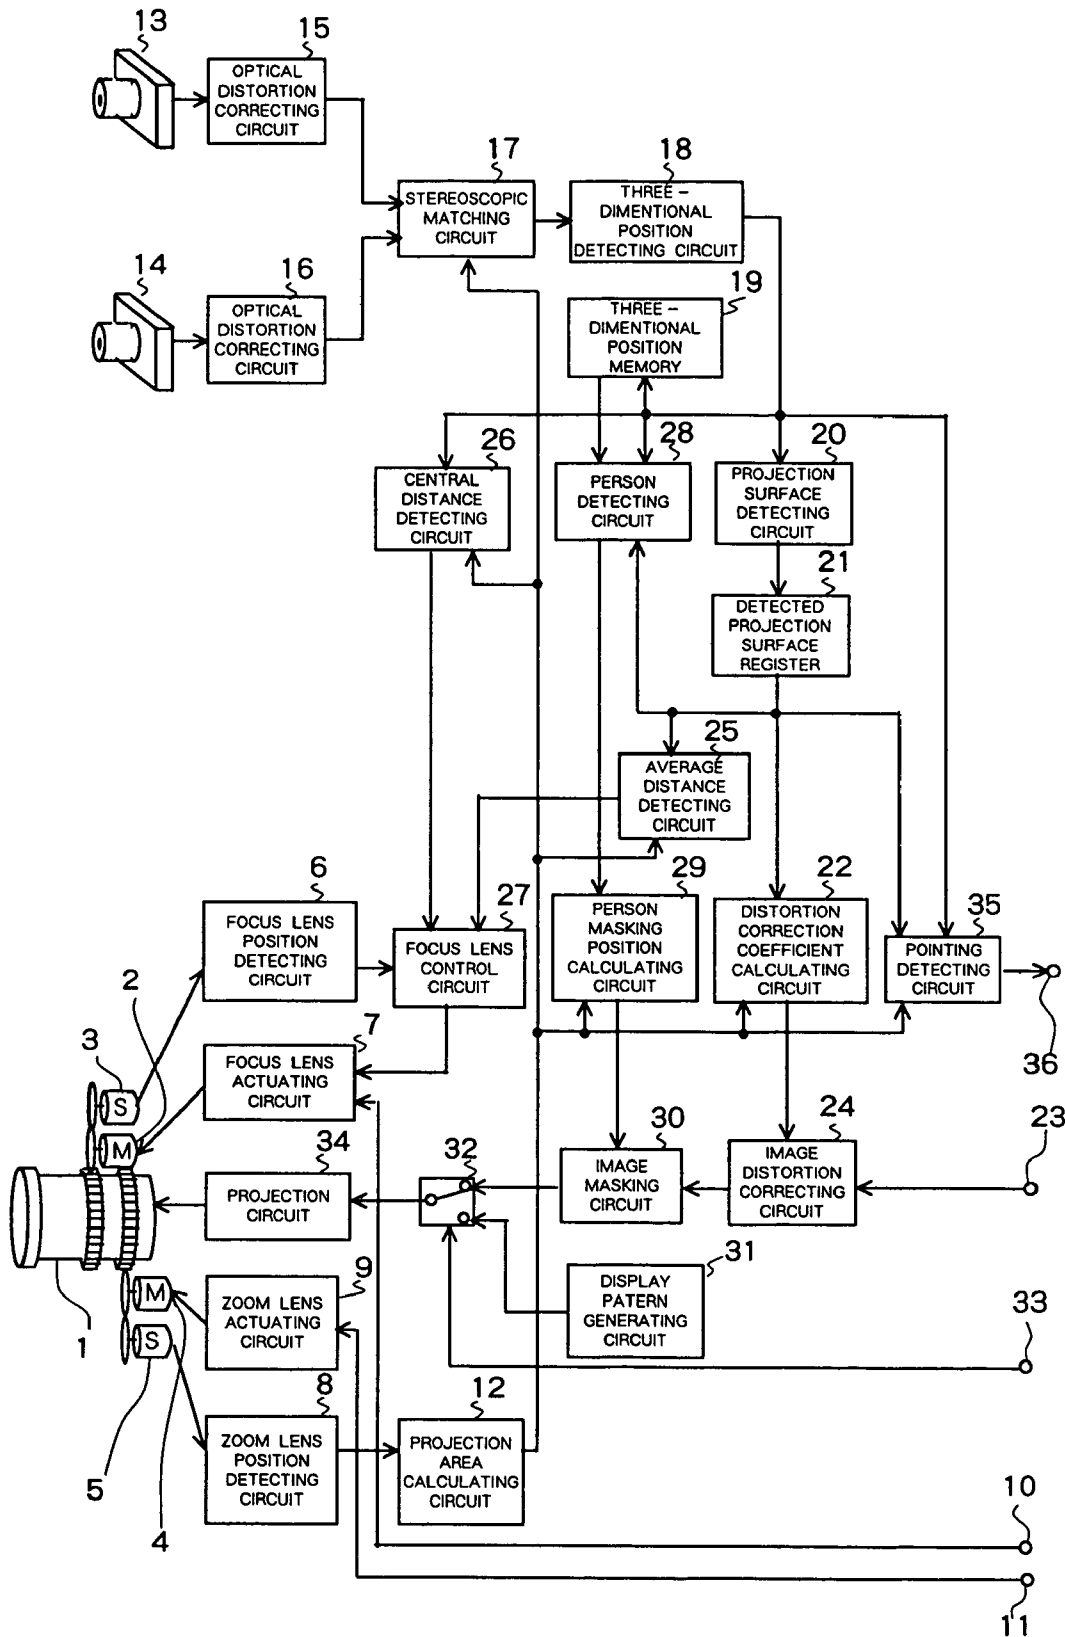 13
15
OPTICAL
DISTORTION
CORRECTING
CIRCUIT
17
18
STEREOSCOPIC
MATCHING
CIRCUIT
THREE -
DIMENTIONAL
POSITION
DETECTING CIRCUIT
14
16
OPTICAL
DISTORTION
CORRECTING
CIRCUIT
19
THREE -
DIMENTIONAL
POSITION
MEMORY
26
CENTRAL
DISTANCE
DETECTING
CIRCUIT
28
PERSON
DETECTING
CIRCUIT
20
PROJECTION
SURFACE
DETECTING
CIRCUIT
21
DETECTED
PROJECTION
SURFACE
REGISTER
25
AVERAGE
DISTANCE
DETECTING
CIRCUIT
6
FOCUS LENS
POSITION
DETECTING
CIRCUIT
27
FOCUS LENS
CONTROL
CIRCUIT
29
PERSON
MASKING
POSITION
CALCULATING
CIRCUIT
22
DISTORTION
CORRECTION
COEFFICIENT
CALCULATING
CIRCUIT
35
POINTING
DETECTING
CIRCUIT
36
2
3
S
M
7
FOCUS LENS
ACTUATING
CIRCUIT
34
PROJECTION
CIRCUIT
32
30
IMAGE
MASKING
CIRCUIT
24
IMAGE
DISTORTION
CORRECTING
CIRCUIT
23
1
M
S
9
ZOOM LENS
ACTUATING
CIRCUIT
31
DISPLAY
PATERN
GENERATING
CIRCUIT
33
5
4
8
ZOOM LENS
POSITION
DETECTING
CIRCUIT
12
PROJECTION
AREA
CALCULATING
CIRCUIT
10
11